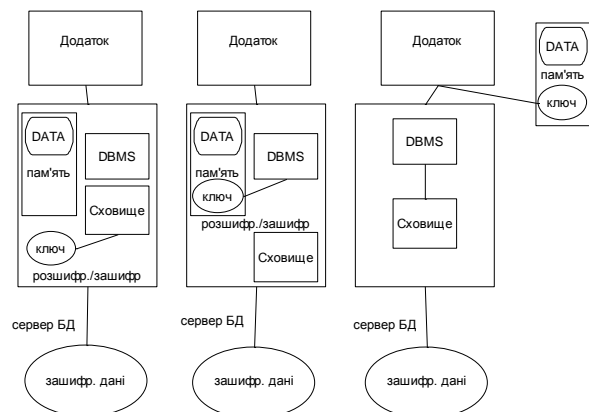 Додаток
DATA
пам'ять
DBMS
Сховище
ключ
розшифр./зашифр
сервер БД
зашифр. дані
Додаток
DATA
пам'ять
ключ
DBMS
розшифр./зашифр
Сховище
сервер БД
зашифр. дані
Додаток
DATA
пам'ять
ключ
DBMS
Сховище
сервер БД
зашифр. дані